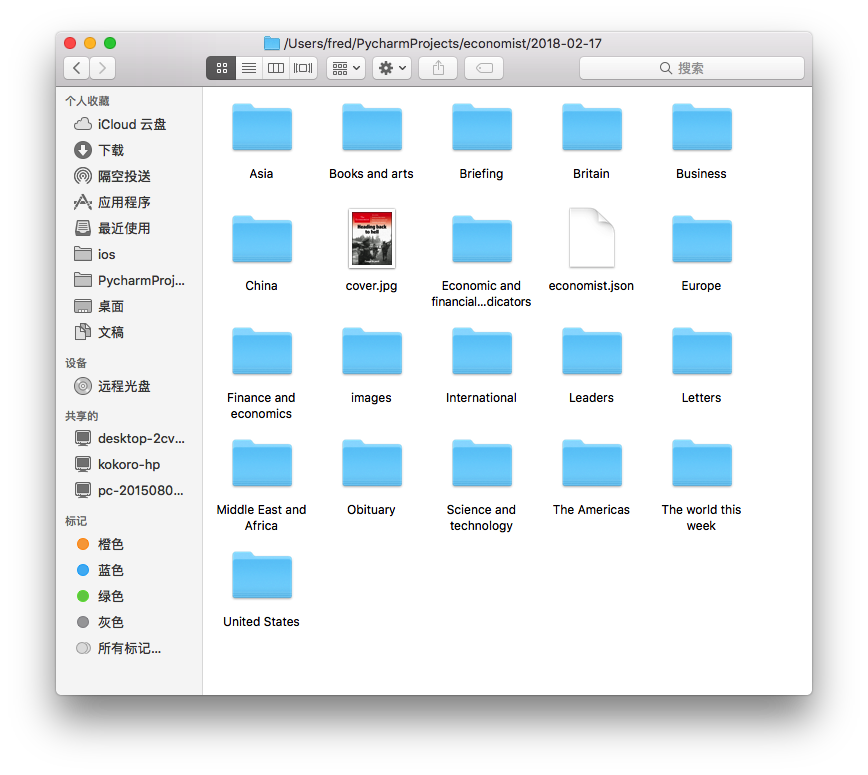 /Users/fred/PycharmProjects/economist/2018-02-17
搜索
个人收藏
iCloud 云盘
下载
隔空投送
应用程序
最近使用
ios
PycharmProj...
桌面
文稿
设备
远程光盘
共享的
desktop-2cv...
kokoro-hp
pc-2015080...
标记
橙色
蓝色
绿色
灰色
所有标记...
Asia
Books and arts
Briefing
Britain
Business
China
Heading back
to hell
cover.jpg
Economic and
financial...dicators
economist.json
Europe
Finance and
economics
images
International
Leaders
Letters
Middle East and
Africa
Obituary
Science and
technology
The Americas
The world this
week
United States